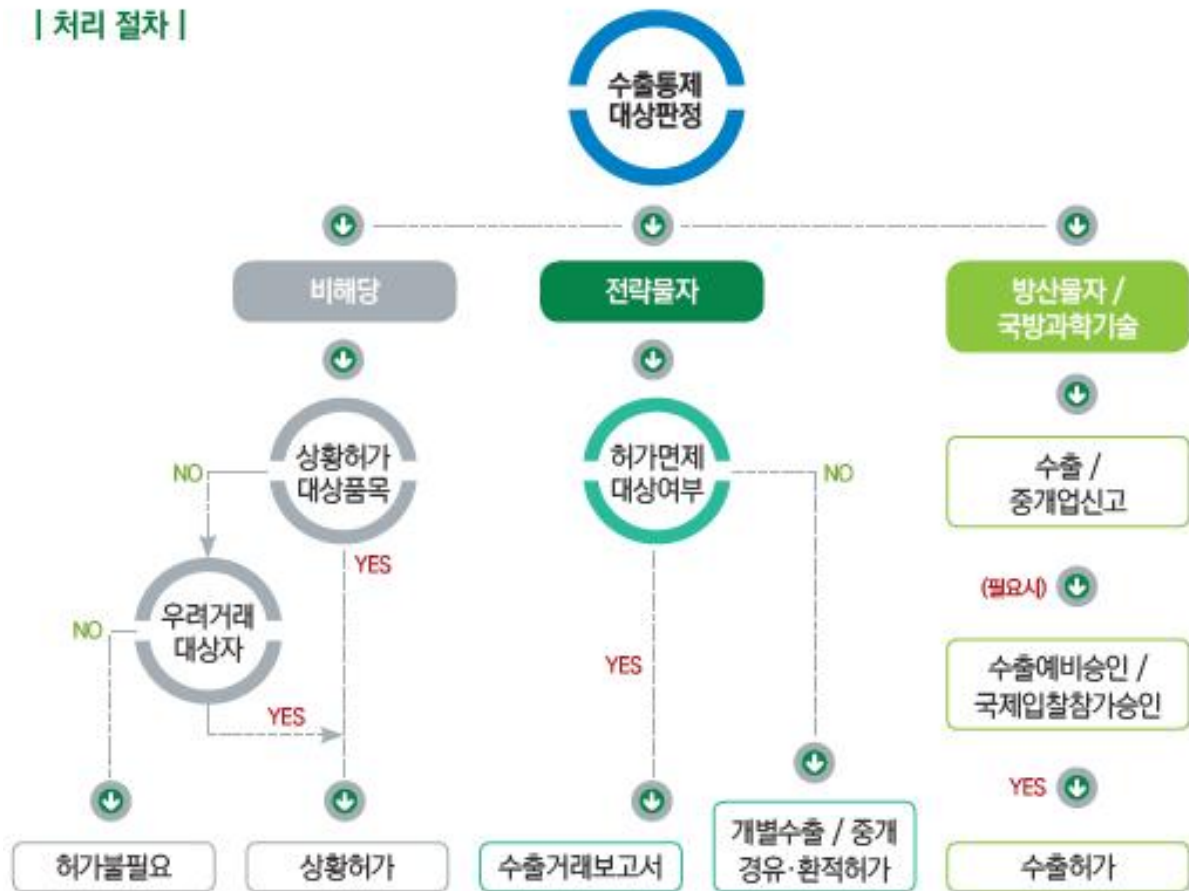 | 처리 절차 |
수출통제
대상판정
비해당
전략물자
방산물자 /
국방과학기술
상황허가
대상품목
NO
YES
허가면제
대상여부
NO
수출 /
중개업신고
우려거래
대상자
NO
YES
YES
(필요시)
수출예비승인 /
국제입찰참가승인
YES
허가불필요
상황허가
수출거래보고서
개별수출 / 중개
경유·환적허가
수출허가